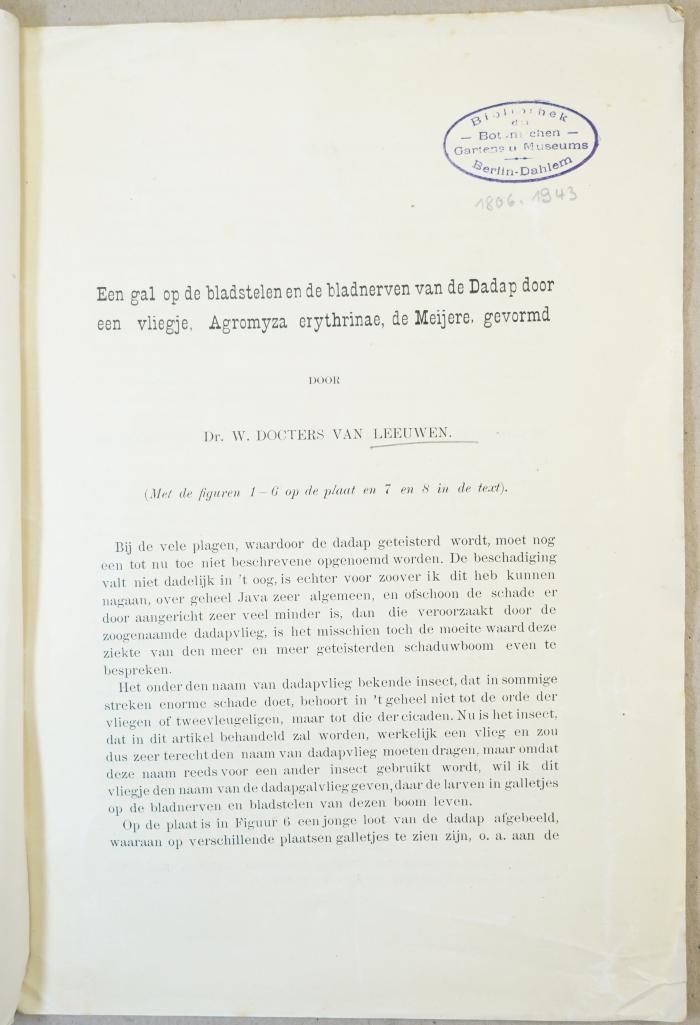 Bibliothek
des
— Botanischen —
Gartens u Museums
Berlin-Dahlem
1806. 1943
Een gal op de bladstelen en de bladnerven van de Dadap door
een vliegje, Agromyza erythrinae, de Meijere, gevormd
DOOR
Dr. W. DOCTERS VAN LEEUWEN.
(Met de figuren 1–6 op de plaat en 7 en 8 in de text).
Bij de vele plagen, waardoor de dadap geteisterd wordt, moet nog
een tot nu toe niet beschrevene opgenoemd worden. De beschadiging
valt niet dadelijk in 't oog, is echter voor zoover ik dit heb kunnen
nagaan, over geheel Java zeer algemeen, en ofschoon de schade er
door aangericht zeer veel minder is, dan die veroorzaakt door de
zoogenaamde dadapvlieg, is het misschien toch de moeite waard deze
ziekte van den meer en meer geteisterden schaduwboom even te
bespreken.
Het onder den naam van dadapvlieg bekende insect, dat in sommige
streken enorme schade doet, behoort in 't geheel niet tot de orde der
vliegen of tweevleugeligen, maar tot die der cicaden. Nu is het insect,
dat in dit artikel behandeld zal worden, werkelijk een vlieg en zou
dus zeer terecht den naam van dadapvlieg moeten dragen, maar omdat
deze naam reeds voor een ander insect gebruikt wordt, wil ik dit
vliegje den naam van de dadapgalvlieg geven, daar de larven in galletjes
op de bladnerven en bladstelen van dezen boom leven.
Op de plaat is in Figuur 6 een jonge loot van de dadap afgebeeld,
waaraan op verschillende plaatsen galletjes te zien zijn, o. a. aan de